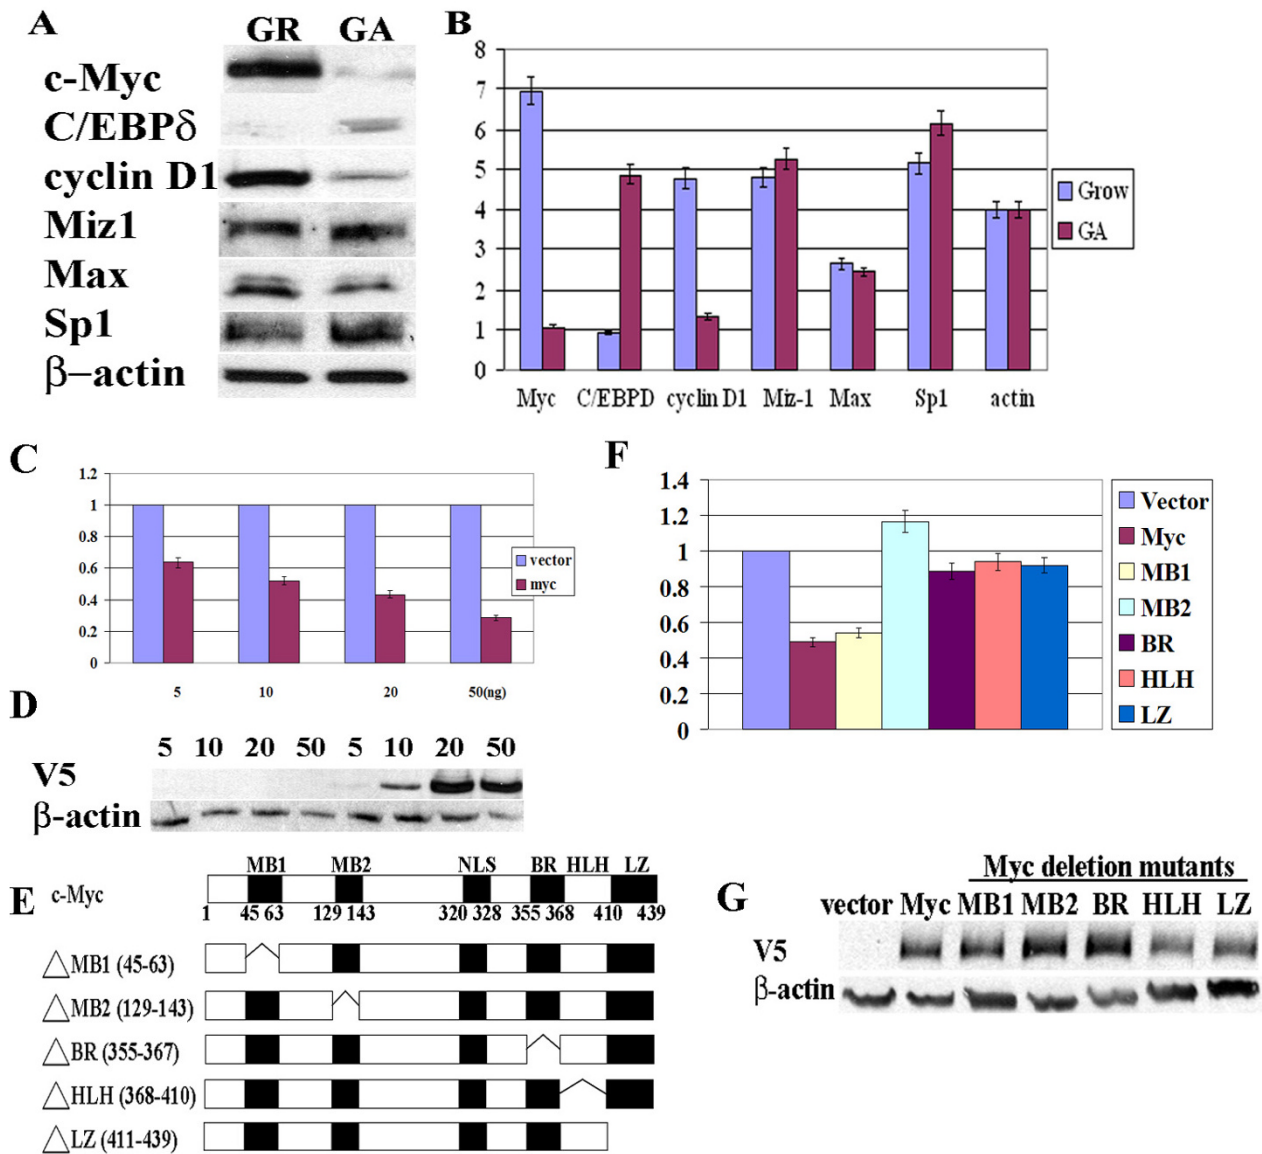 A
GR GA
c-Myc
C/EBPδ
cyclin D1
Miz1
Max
Sp1
β-actin
B
8
7
6
5
4
3
2
1
0
Myc C/EBPD cyclin D1 Miz-1 Max Sp1 actin
Grow
GA
C
1.2
1
0.8
0.6
0.4
0.2
0
5 10 20 50(ng)
vector
myc
D
5 10 20 50 5 10 20 50
V5
β-actin
E
MB1 MB2 NLS BR HLH LZ
c-Myc
1 45 63 129 143 320 328 355 368 410 439
△MB1 (45-63)
△MB2 (129-143)
△BR (355-367)
△HLH (368-410)
△LZ (411-439)
F
1.4
1.2
1
0.8
0.6
0.4
0.2
0
Vector
Myc
MB1
MB2
BR
HLH
LZ
G
Myc deletion mutants
vector Myc MB1 MB2 BR HLH LZ
V5
β-actin